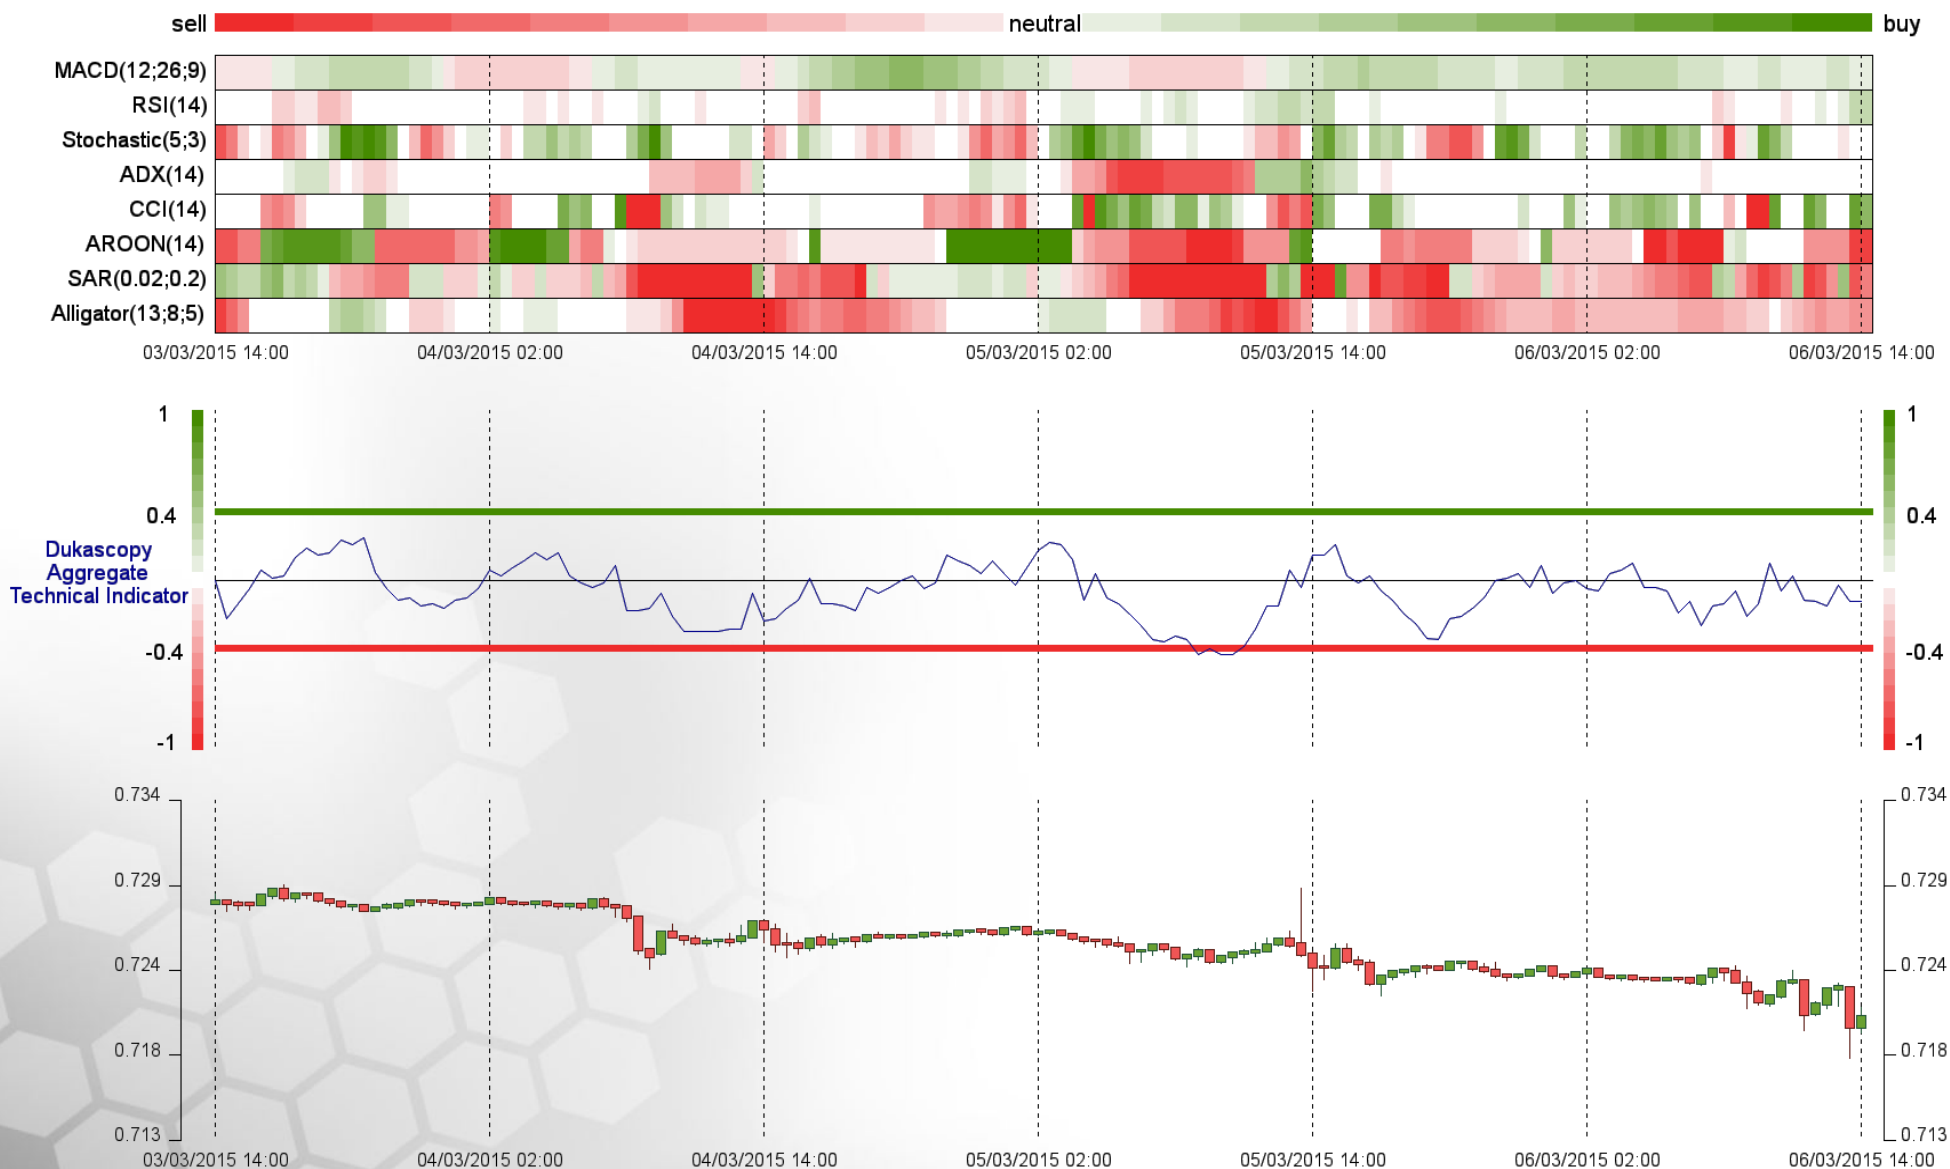 sell neutral buy
MACD(12;26;9)
RSI(14)
Stochastic(5;3)
ADX(14)
CCI(14)
AROON(14)
SAR(0.02;0.2)
Alligator(13;8;5)
03/03/2015 14:00 04/03/2015 02:00 04/03/2015 14:00 05/03/2015 02:00 05/03/2015 14:00 06/03/2015 02:00 06/03/2015 14:00
1 1
0.4 0.4
Dukascopy
Aggregate
Technical Indicator
-0.4 -0.4
-1 -1
0.734 0.734
0.729 0.729
0.724 0.724
0.718 0.718
0.713 0.713
03/03/2015 14:00 04/03/2015 02:00 04/03/2015 14:00 05/03/2015 02:00 05/03/2015 14:00 06/03/2015 02:00 06/03/2015 14:00